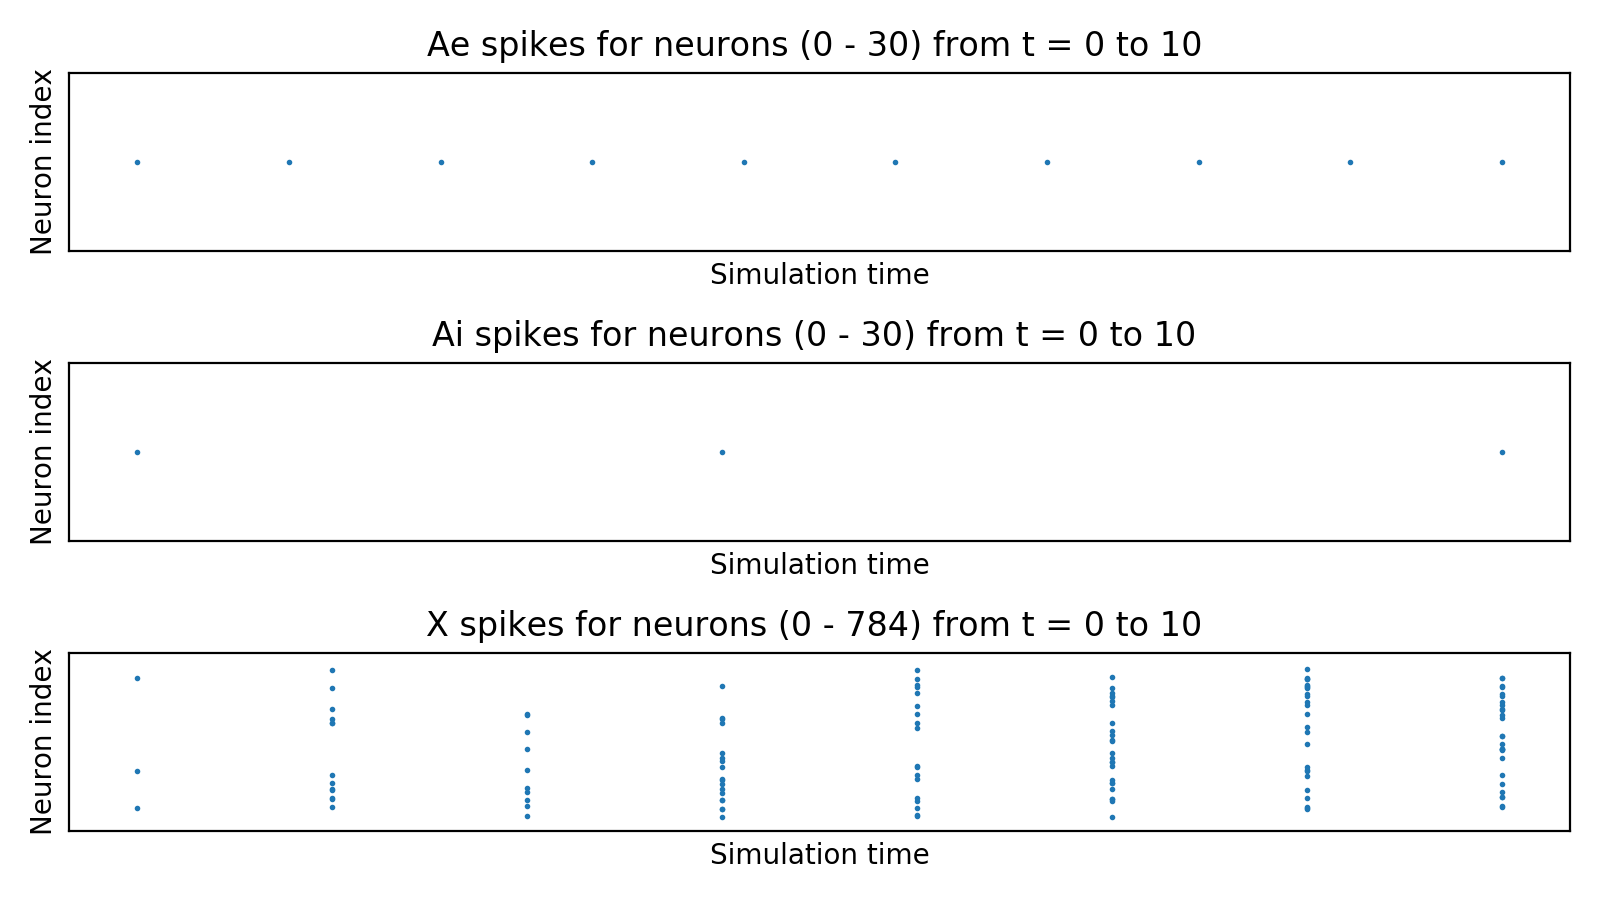 Ae spikes for neurons (0 - 30) from t = 0 to 10
Neuron index
Simulation time
Ai spikes for neurons (0 - 30) from t = 0 to 10
Neuron index
Simulation time
X spikes for neurons (0 - 784) from t = 0 to 10
Neuron index
Simulation time